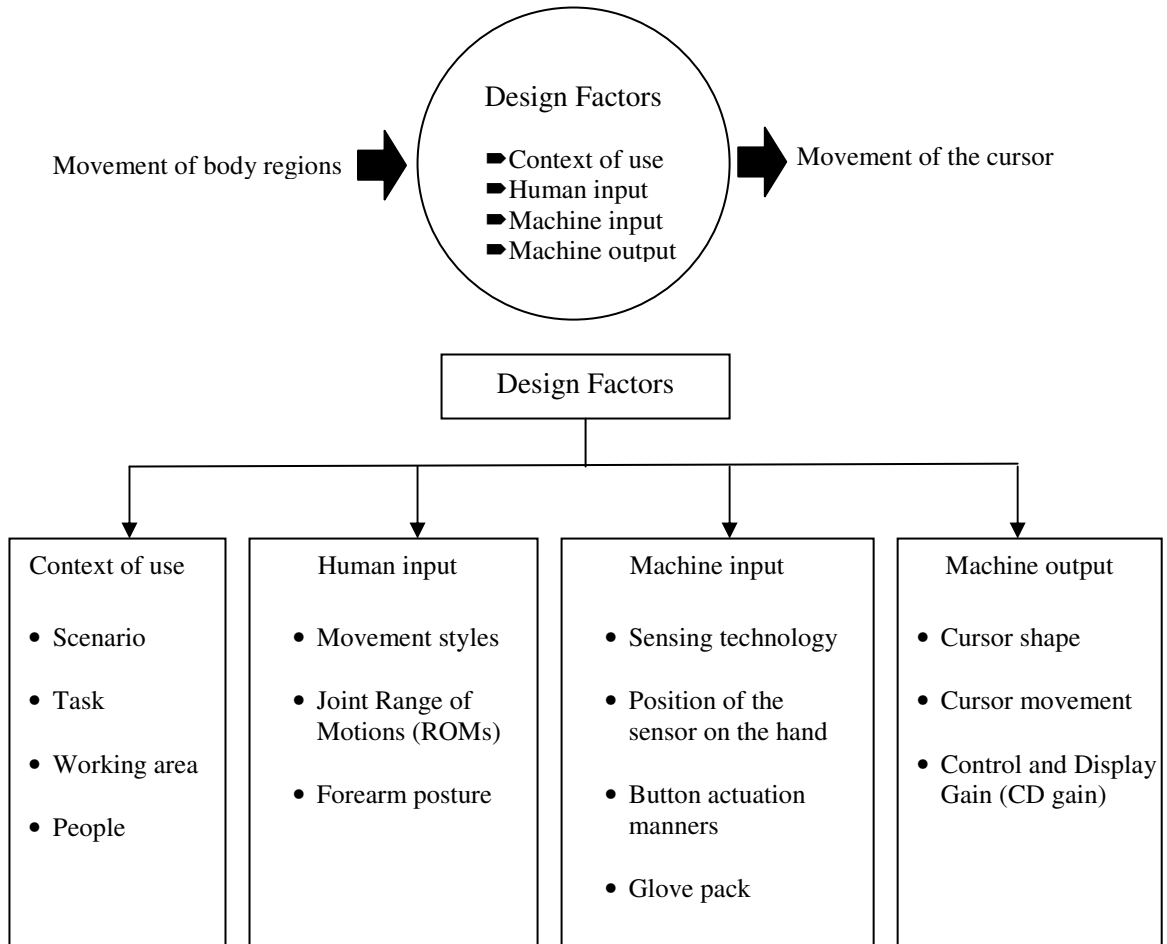 Design Factors
Movement of body regions
Context of use
Human input
Machine input
Machine output
Movement of the cursor
Design Factors
Context of use
• Scenario
• Task
• Working area
• People
Human input
• Movement styles
• Joint Range of
Motions (ROMs)
• Forearm posture
Machine input
• Sensing technology
• Position of the
sensor on the hand
• Button actuation
manners
• Glove pack
Machine output
• Cursor shape
• Cursor movement
• Control and Display
Gain (CD gain)